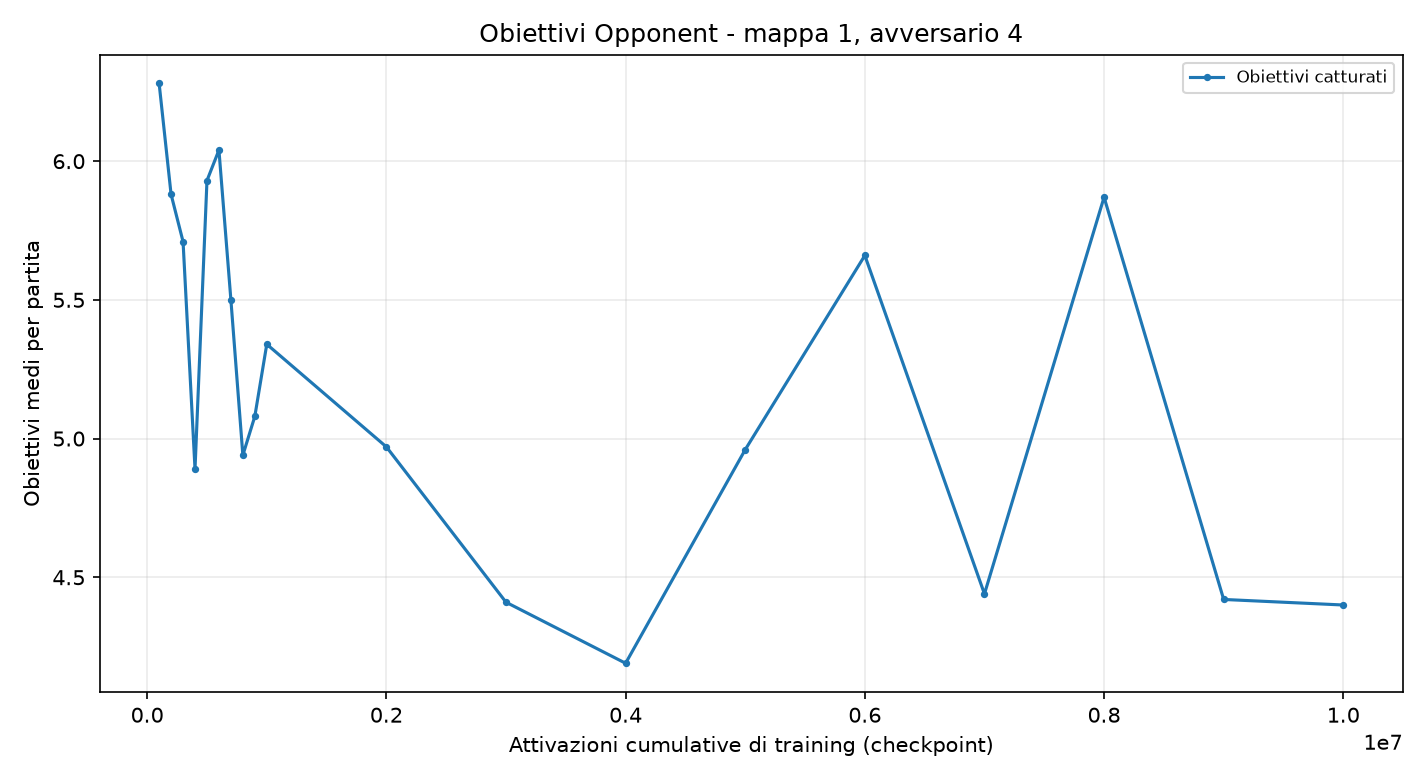 Obiettivi Opponent - mappa 1, avversario 4
Obiettivi catturati
Obiettivi medi per partita
6.0
5.5
5.0
4.5
0.0 0.2 0.4 0.6 0.8 1.0
1e7
Attivazioni cumulative di training (checkpoint)